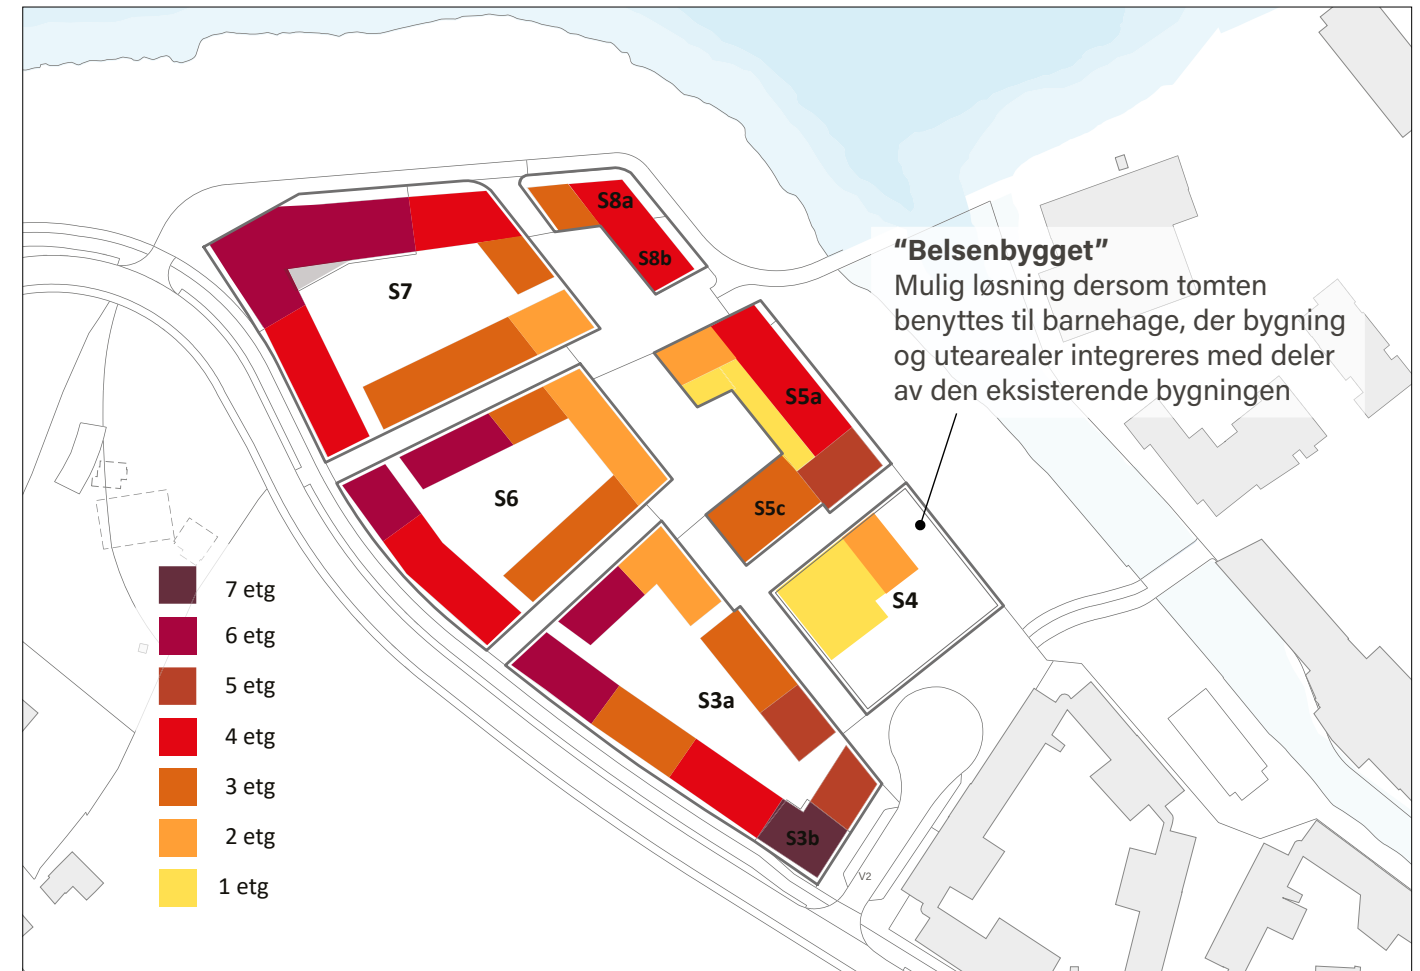 S8a
S8b
S7
“Belsenbygget”
Mulig løsning dersom tomten
benyttes til barnehage, der bygning
og utearealer integreres med deler
av den eksisterende bygningen
S5a
S6
S5c
S4
S3a
S3b
V2
7 etg
6 etg
5 etg
4 etg
3 etg
2 etg
1 etg